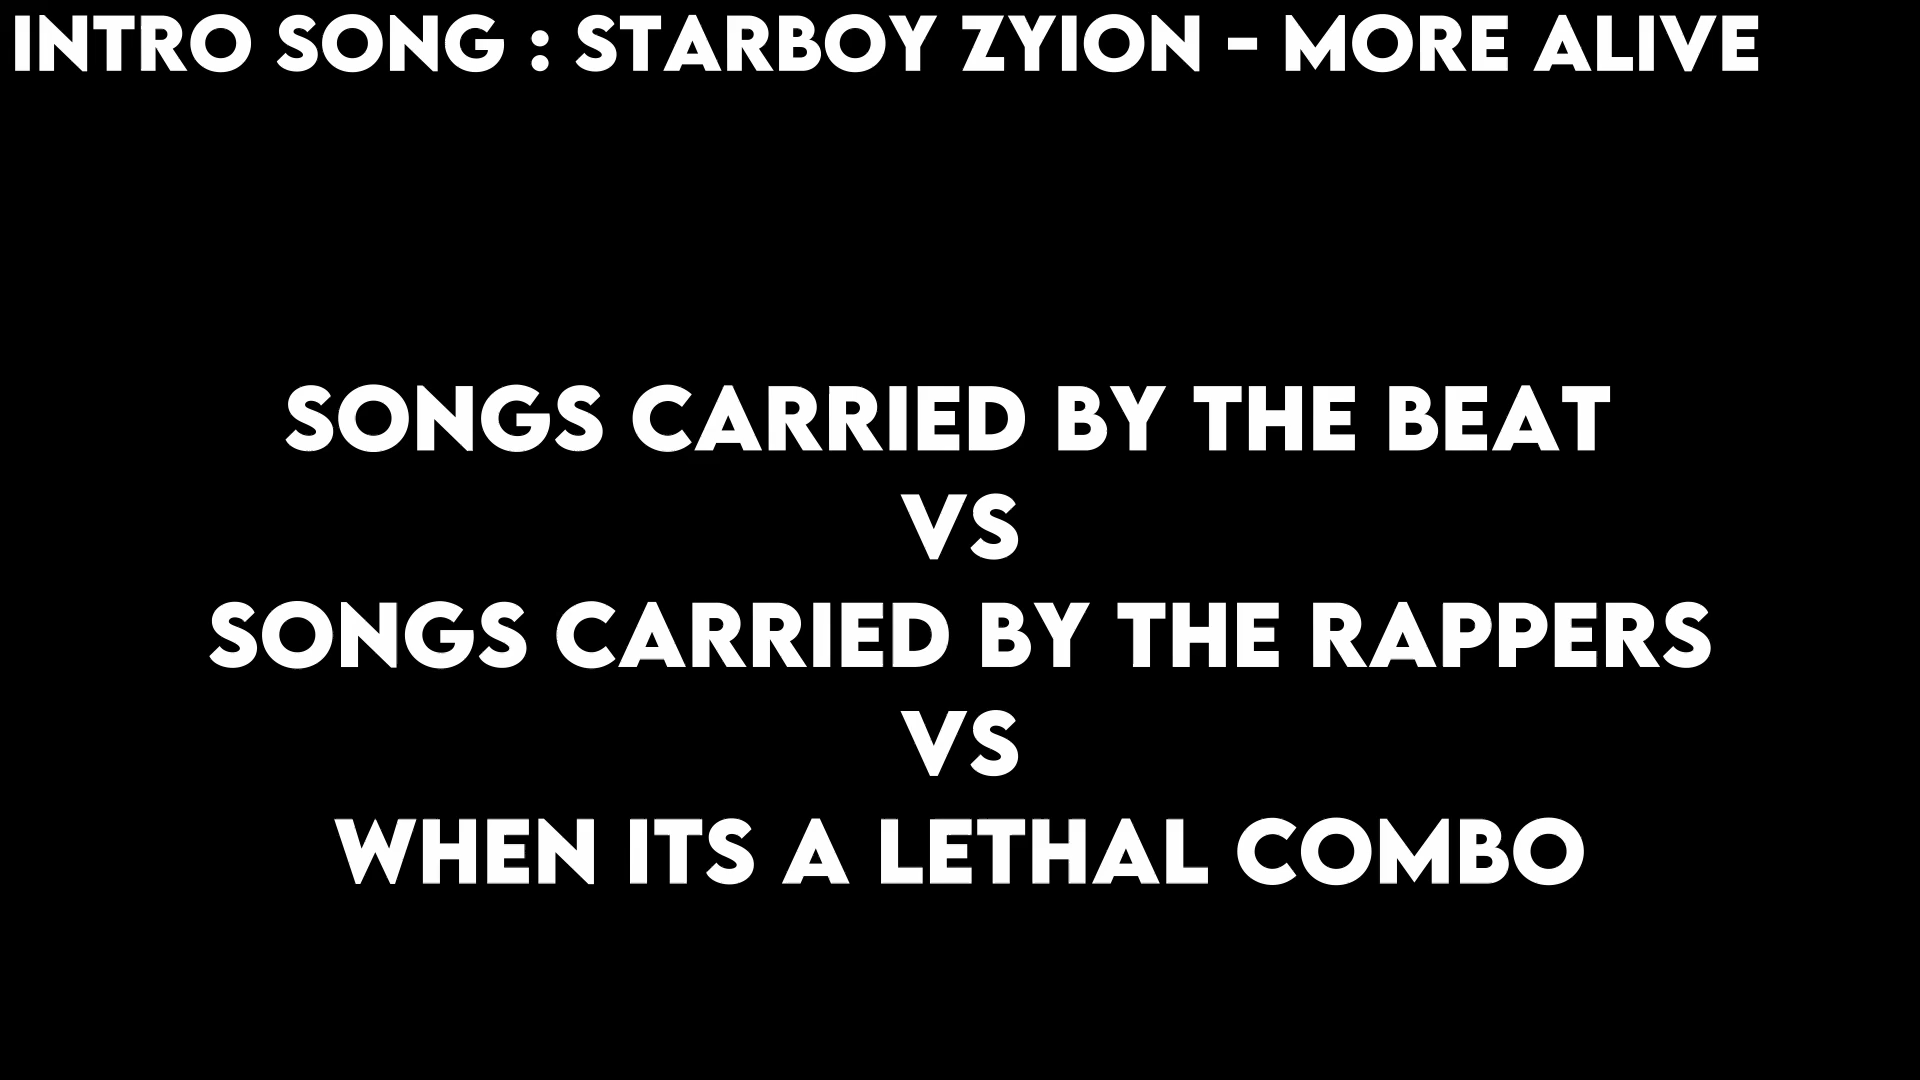 INTRO SONG : STARBOY ZYION - MORE ALIVE
SONGS CARRIED BY THE BEAT
VS
SONGS CARRIED BY THE RAPPERS
VS
WHEN ITS A LETHAL COMBO